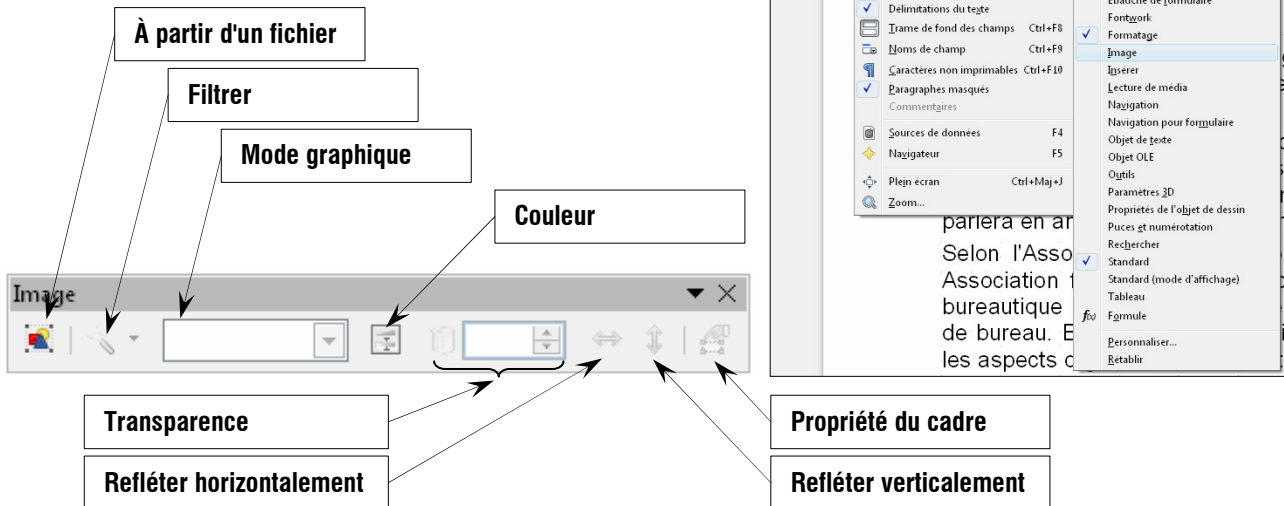 À partir d'un fichier
Filtrer
Mode graphique
Couleur
Image
Transparence
Refléter horizontalement
Propriété du cadre
Refléter verticalement
Délimitations du texte
Trame de fond des champs Ctrl+F8
Noms de champ Ctrl+F9
Caractères non imprimables Ctrl+F10
Paragraphes masqués
Commentaires
Sources de données F4
Navigateur F5
Plein écran Ctrl+Maj+J
Zoom...
Ébauche de formulaire
Fontwork
Formatage
Image
Insérer
Lecture de média
Navigation
Navigation pour formulaire
Objet de texte
Objet OLE
Outils
Paramètres 3D
Propriétés de l'objet de dessin
Puces et numérotation
Rechercher
Standard
Standard (mode d'affichage)
Tableau
f(x) Formule
Personnaliser...
Rétablir
parlera en
Selon l'Asso
Association
bureautique
de bureau. E
les aspects